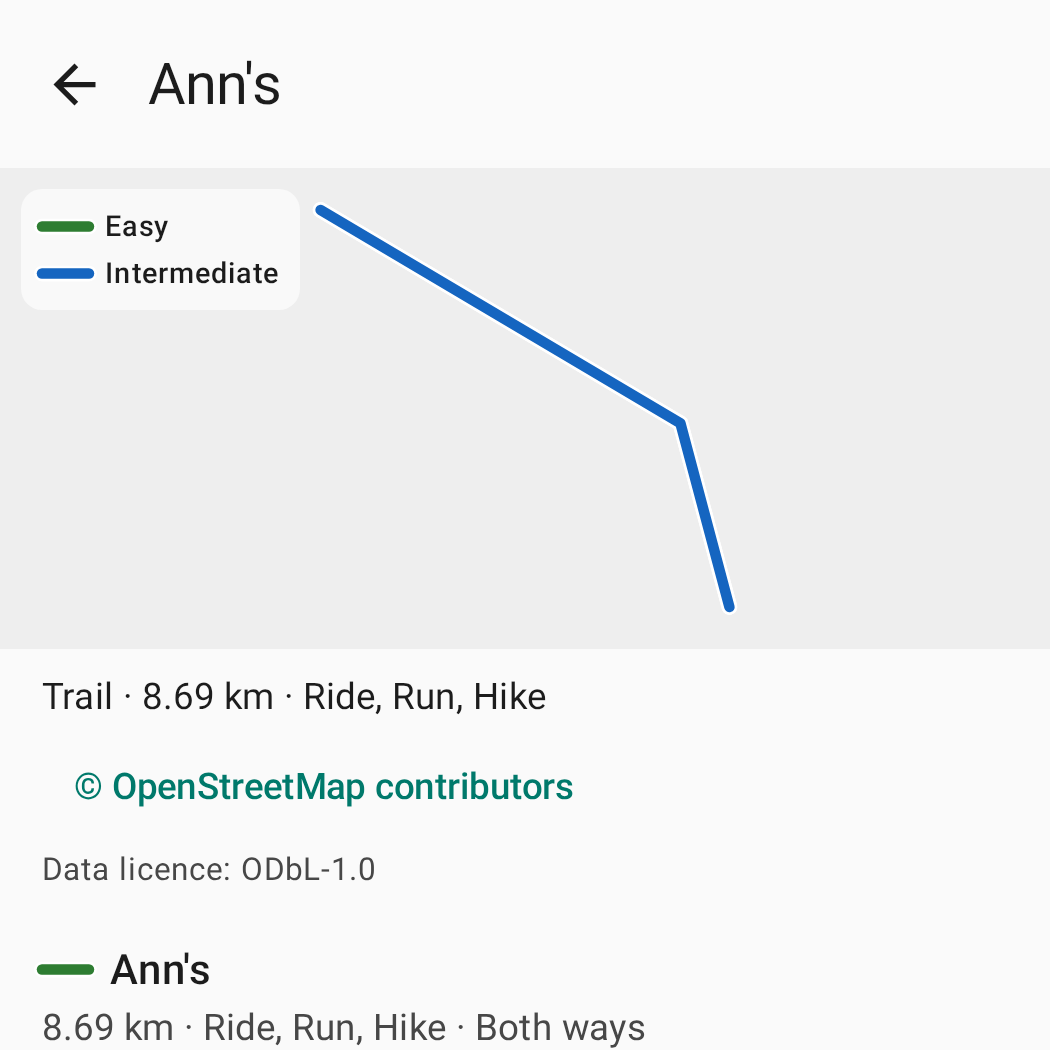 Ann's
Easy
Intermediate
Trail · 8.69 km · Ride, Run, Hike
© OpenStreetMap contributors
Data licence: ODbL-1.0
Ann's
8.69 km · Ride, Run, Hike · Both ways